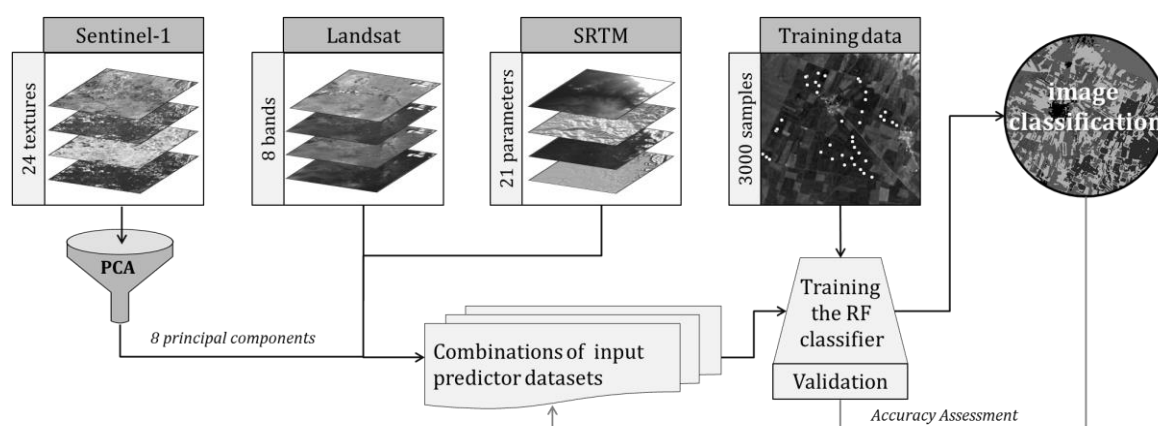 Sentinel-1
Landsat
SRTM
Training data
24 textures
8 bands
21 parameters
3000 samples
image
classification
PCA
8 principal components
Combinations of input
predictor datasets
Training
the RF
classifier
Validation
Accuracy Assessment